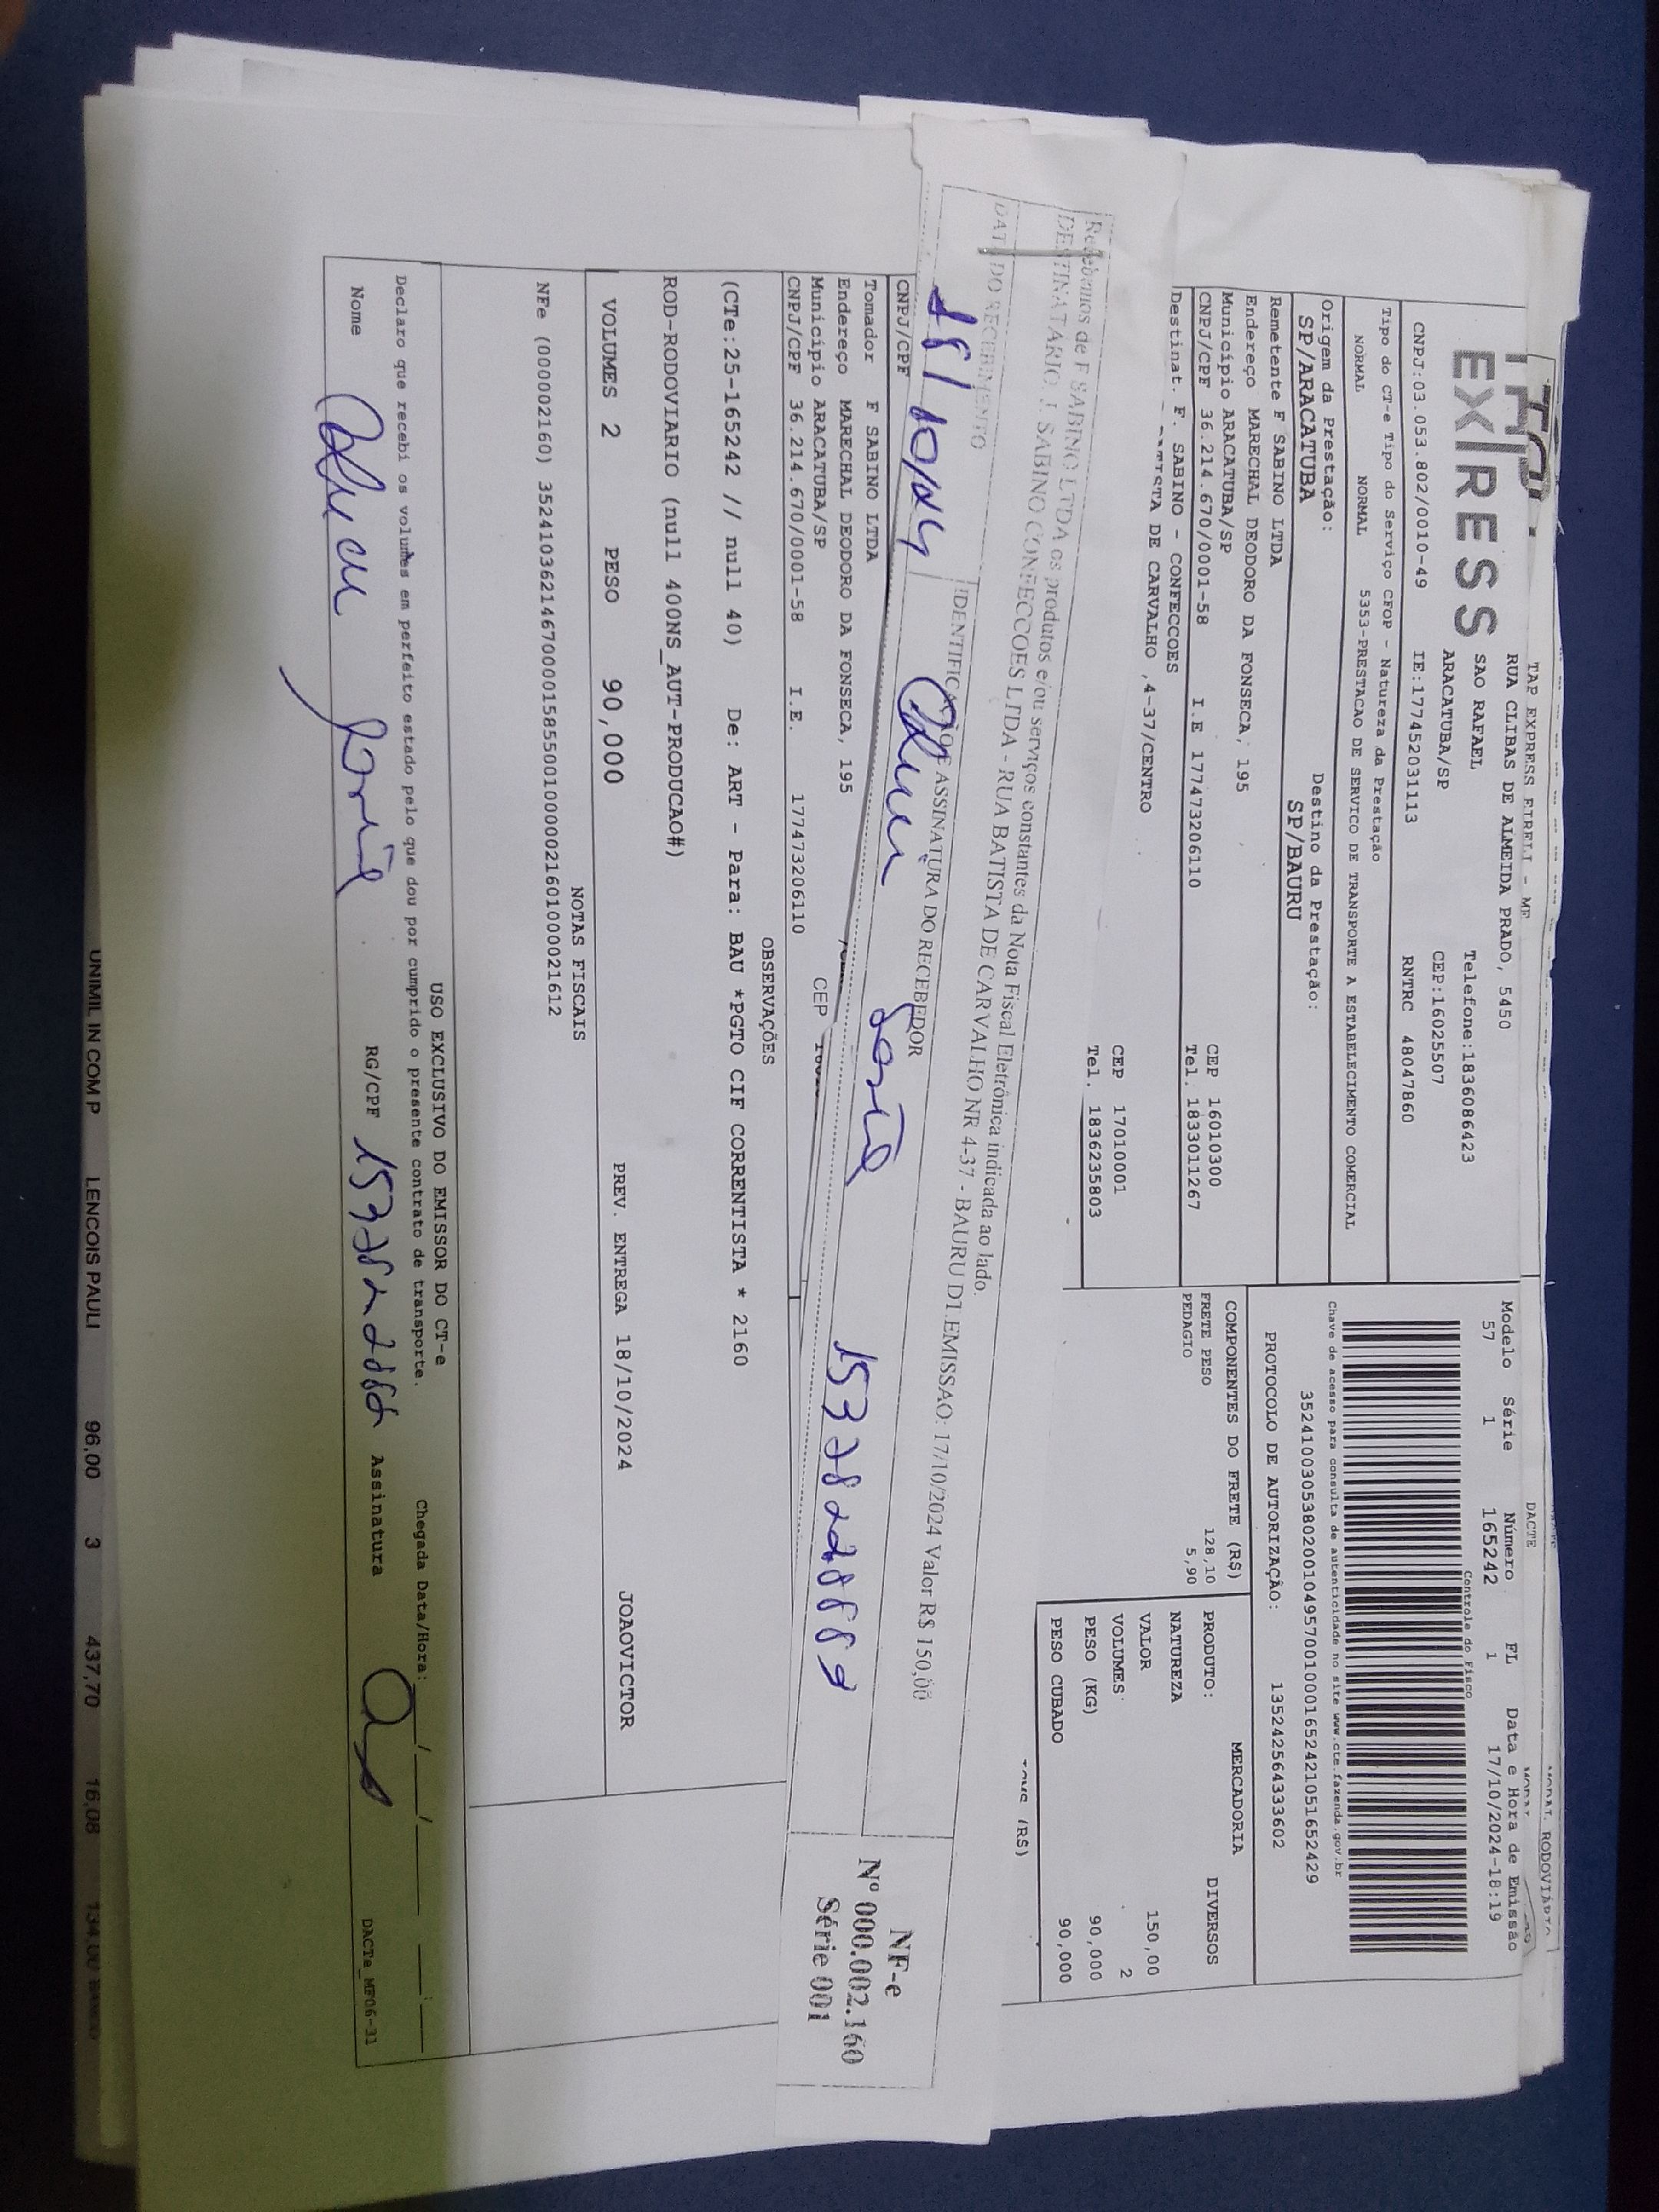 TAP EXPRESS EIRELI - ME
EXPRESS
RUA CLIBAS DE ALMEIDA PRADO, 5450
SAO RAFAEL Telefone:1836086423
ARACATUBA/SP CEP:16025507
CNPJ:03.053.802/0010-49 IE:177452031113 RNTRC 48047860
DACTE
MODAL RODOVIÁRIO
Modelo Série Número FL Data e Hora de Emissão
57 1 165242 1 17/10/2024-18:19
Controle do Fisco
Tipo do CT-e Tipo do Serviço CFOP - Natureza da Prestação
NORMAL NORMAL 5353-PRESTACAO DE SERVICO DE TRANSPORTE A ESTABELECIMENTO COMERCIAL
Chave de acesso para consulta de autenticidade no site www.cte.fazenda.gov.br
35241003053802001049570010001652421051652429
Origem da Prestação: Destino da Prestação:
SP/ARACATUBA SP/BAURU
PROTOCOLO DE AUTORIZAÇÃO: 135242564333602
Remetente F SABINO LTDA
Endereço MARECHAL DEODORO DA FONSECA, 195
Município ARACATUBA/SP CEP 16010300
CNPJ/CPF 36.214.670/0001-58 I.E 177473206110 Tel. 1833011267
COMPONENTES DO FRETE (R$)
FRETE PESO 128,10
PEDAGIO 5,90
MERCADORIA
PRODUTO: DIVERSOS
NATUREZA
VALOR 150,00
VOLUMES 2
PESO (KG) 90,000
PESO CUBADO 90,000
(R$)
Destinat. F. SABINO - CONFECCOES
BATISTA DE CARVALHO ,4-37/CENTRO
CEP 17010001
Tel. 1836235803
Recebemos de F SABINO LTDA os produtos e/ou serviços constantes da Nota Fiscal Eletrônica indicada ao lado.
DESTINATÁRIO: J. SABINO CONFECCOES LTDA - RUA BATISTA DE CARVALHO NR 4-37 - BAURU D1.EMISSAO: 17/10/2024 Valor R$ 150,00
DATA DO RECEBIMENTO IDENTIFICAÇÃO E ASSINATURA DO RECEBEDOR
18/10/24
NF-e
Nº 000.002.160
Série 001
CNPJ/CPF
Tomador F SABINO LTDA
Endereço MARECHAL DEODORO DA FONSECA, 195
Município ARACATUBA/SP CEP
CNPJ/CPF 36.214.670/0001-58 I.E. 177473206110
OBSERVAÇÕES
(CTe:25-165242 // null 40) De: ART - Para: BAU *PGTO CIF CORRENTISTA * 2160
ROD-RODOVIARIO (null 400NS_AUT-PRODUCAO#)
VOLUMES 2 PESO 90,000 PREV. ENTREGA 18/10/2024 JOAOVICTOR
NOTAS FISCAIS
NFe (000002160) 35241036214670000158550010000021601000021612
USO EXCLUSIVO DO EMISSOR DO CT-e
Declaro que recebi os volumes em perfeito estado pelo que dou por cumprido o presente contrato de transporte. Chegada Data/Hora: __/__/__ __:__
Nome RG/CPF Assinatura
DACTe_MF06-31
UNIMIL IN COM P LENCOIS PAULI 96,00 3 437,70 16,08